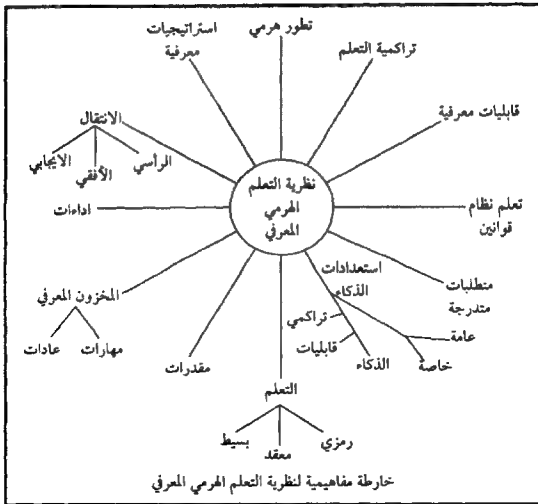 تطور هرمي
استراتيجيات
معرفية
تراكمية التعلم
قابليات معرفية
الانتقال
الرأسي
الأفقي
الايجابي
نظرية التعلم
الهرمي
المعرفي
تعلم نظام
قوانين
اداءات
استعدادات
الذكاء
متطلبات
متدرجة
المخزون المعرفي
مهارات
عادات
تراكمي
قابليات
الذكاء
عامة
خاصة
مقدرات
التعلم
رمزي
معقد
بسيط
خارطة مفاهيمية لنظرية التعلم الهرمي المعرفي